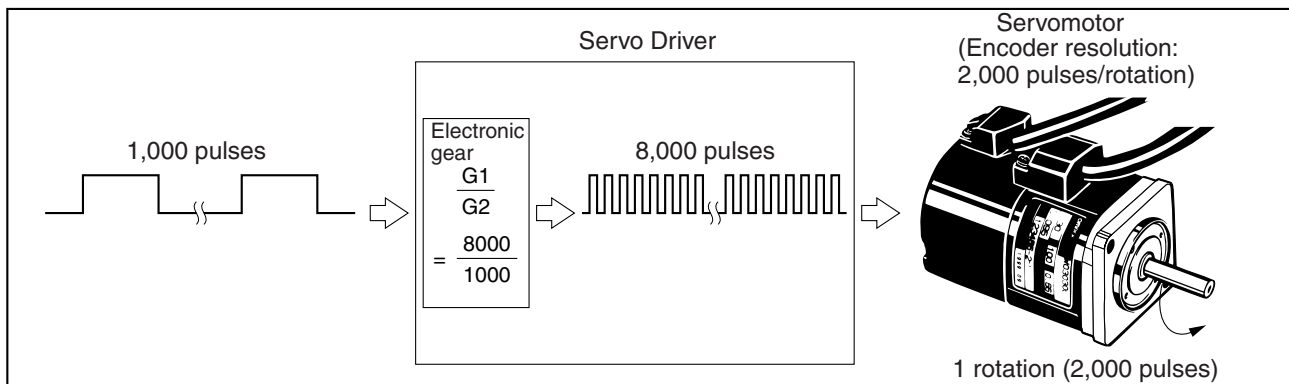 Servomotor
(Encoder resolution:
2,000 pulses/rotation)
Servo Driver
1,000 pulses
Electronic
gear
G1
G2
= 8000
1000
8,000 pulses
1 rotation (2,000 pulses)